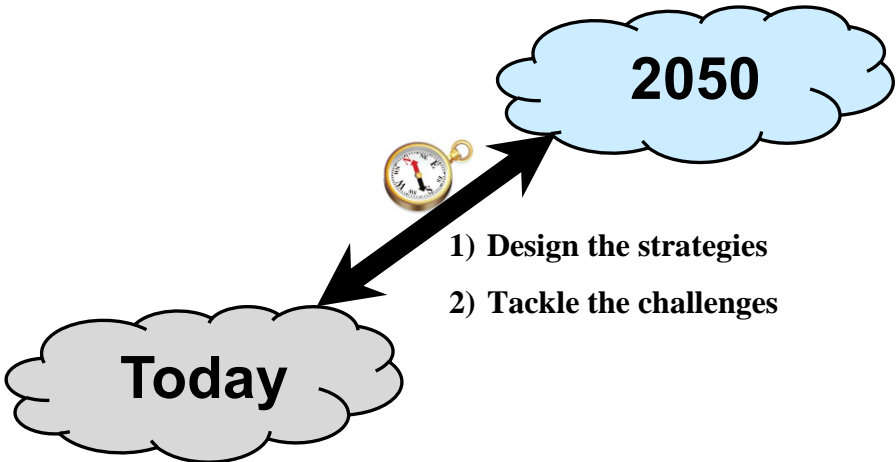 2050
1) Design the strategies
2) Tackle the challenges
Today